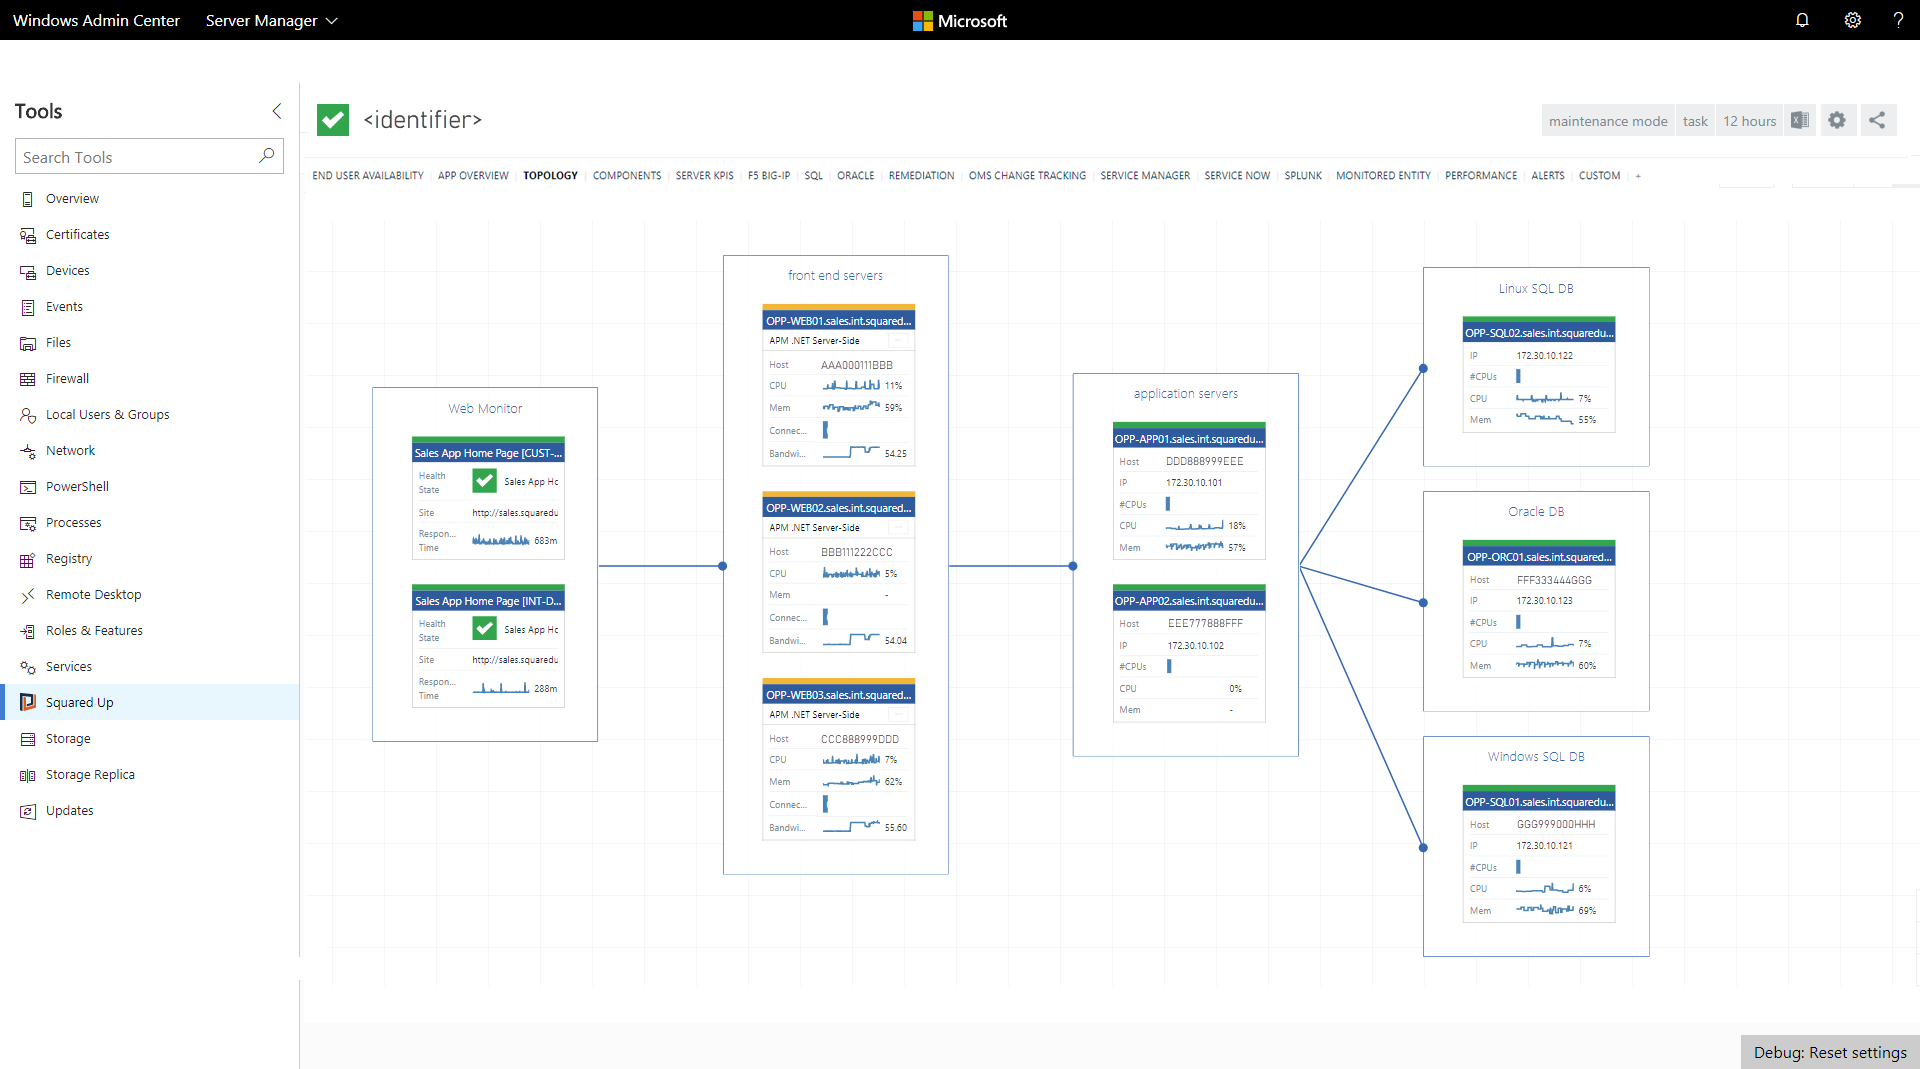 Windows Admin Center
Server Manager
Microsoft
?
Tools
Search Tools
Overview
Certificates
Devices
Events
Files
Firewall
Local Users & Groups
Network
PowerShell
Processes
Registry
Remote Desktop
Roles & Features
Services
Squared Up
Storage
Storage Replica
Updates
<identifier>
maintenance mode
task
12 hours
END USER AVAILABILITY
APP OVERVIEW
TOPOLOGY
COMPONENTS
SERVER KPIS
F5 BIG-IP
SQL
ORACLE
REMEDIATION
OMS CHANGE TRACKING
SERVICE MANAGER
SERVICE NOW
SPLUNK
MONITORED ENTITY
PERFORMANCE
ALERTS
CUSTOM
+
Web Monitor
Sales App Home Page [CUST-...
Health State
Sales App Hc
Site http://sales.squaredu
Respon... Time
683m
Sales App Home Page [INT-D...
Health State
Sales App Hc
Site http://sales.squaredu
Respon... Time
288m
front end servers
OPP-WEB01.sales.int.squared...
APM .NET Server-Side
Host AAA000111BBB
CPU 11%
Mem 59%
Connec...
Bandwi... 54.25
OPP-WEB02.sales.int.squared...
APM .NET Server-Side
Host BBB111222CCC
CPU 5%
Mem -
Connec...
Bandwi... 54.04
OPP-WEB03.sales.int.squared...
APM .NET Server-Side
Host CCC888999DDD
CPU 7%
Mem 62%
Connec...
Bandwi... 55.60
application servers
OPP-APP01.sales.int.squaredu...
Host DDD888999EEE
IP 172.30.10.101
#CPUs
CPU 18%
Mem 57%
OPP-APP02.sales.int.squaredu...
Host EEE777888FFF
IP 172.30.10.102
#CPUs
CPU 0%
Mem -
Linux SQL DB
OPP-SQL02.sales.int.squaredu...
IP 172.30.10.122
#CPUs
CPU 7%
Mem 55%
Oracle DB
OPP-ORC01.sales.int.squared...
Host FFF333444GGG
IP 172.30.10.123
#CPUs
CPU 7%
Mem 60%
Windows SQL DB
OPP-SQL01.sales.int.squaredu...
Host GGG999000HHH
IP 172.30.10.121
#CPUs
CPU 6%
Mem 69%
Debug: Reset settings